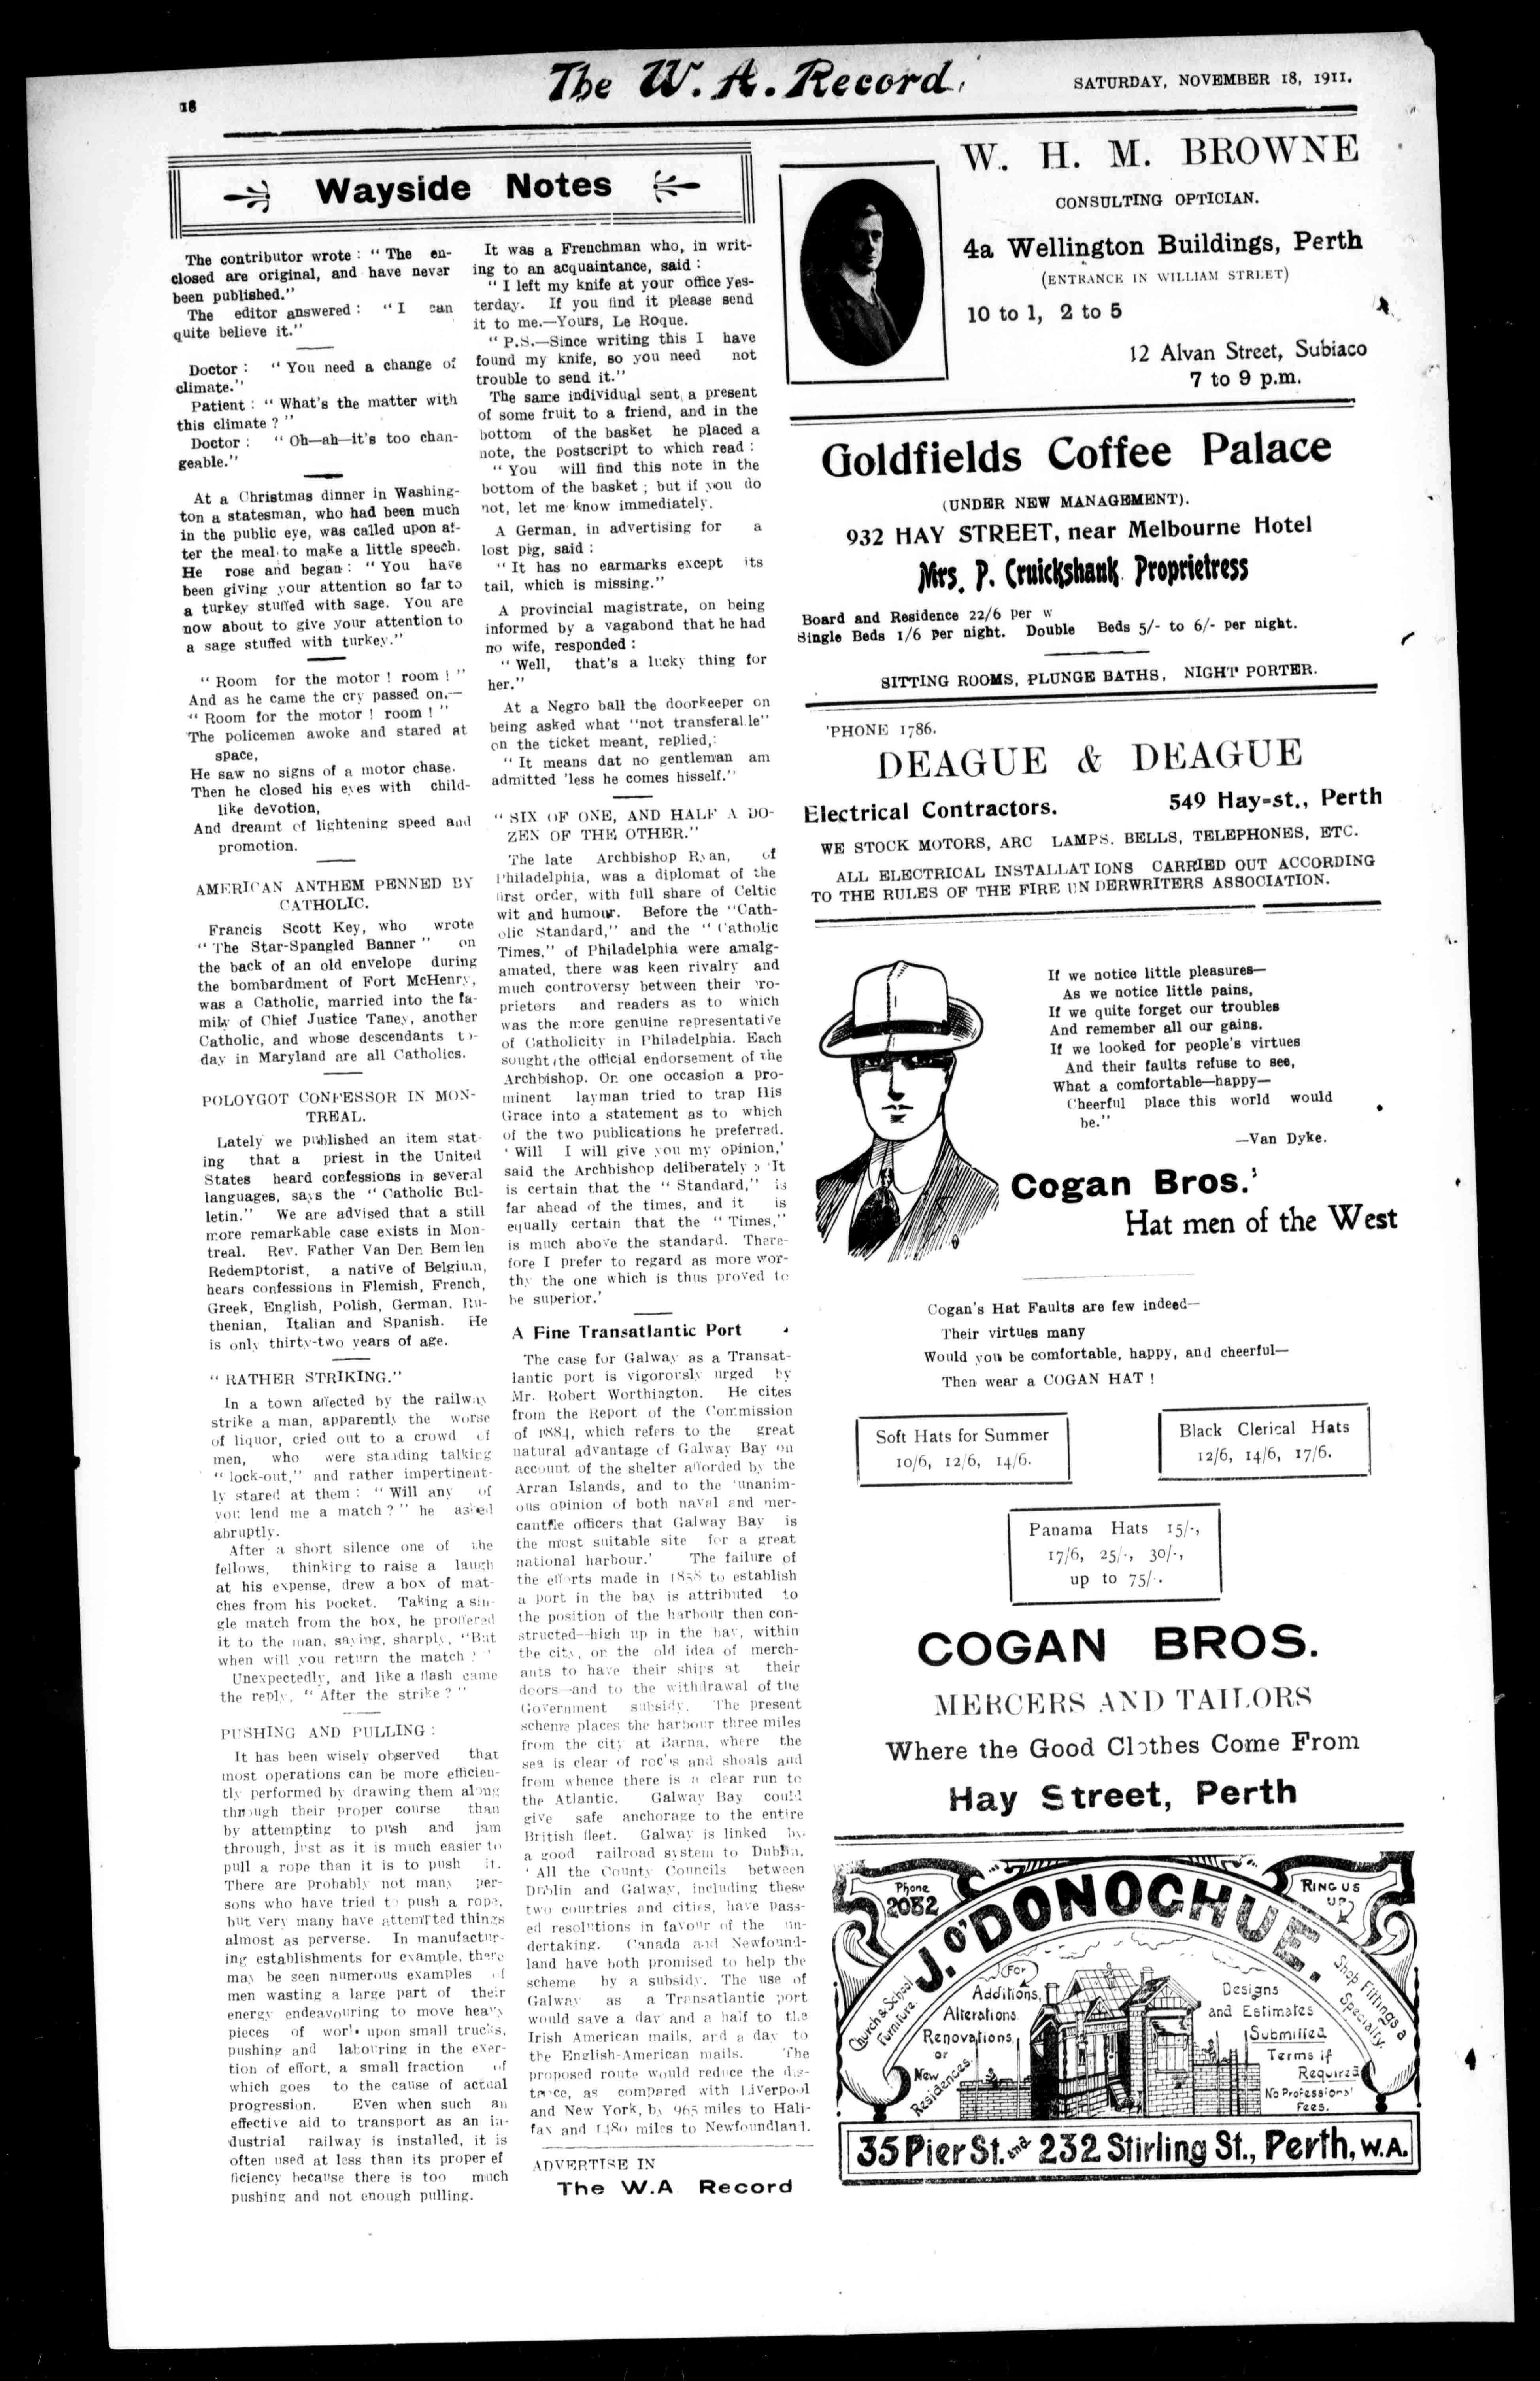 18
The W. A. Record.
SATURDAY, NOVEMBER 18, 1911.
Wayside Notes
The contributor wrote : " The en-
closed are original, and have never
been published."
The editor answered : " I can
quite believe it."
Doctor : " You need a change of
climate."
Patient : " What's the matter with
this climate ? "
Doctor : " Oh—ah—it's too chan-
geable."
At a Christmas dinner in Washing-
ton a statesman, who had been much
in the public eye, was called upon af-
ter the meal to make a little speech.
He rose and began : " You have
been giving your attention so far to
a turkey stuffed with sage. You are
now about to give your attention to
a sage stuffed with turkey."
" Room for the motor ! room ! "
And as he came the cry passed on,—
" Room for the motor ! room ! "
The policemen awoke and stared at
space,
He saw no signs of a motor chase.
Then he closed his eyes with child-
like devotion,
And dreamt of lightening speed and
promotion.
AMERICAN ANTHEM PENNED BY
CATHOLIC.
Francis Scott Key, who wrote
" The Star-Spangled Banner " on
the back of an old envelope during
the bombardment of Fort McHenry,
was a Catholic, married into the fa-
mily of Chief Justice Taney, another
Catholic, and whose descendants to-
day in Maryland are all Catholics.
POLOYGOT CONFESSOR IN MON-
TREAL.
Lately we published an item stat-
ing that a priest in the United
States heard confessions in several
languages, says the " Catholic Bul-
letin." We are advised that a still
more remarkable case exists in Mon-
treal. Rev. Father Van Den
Redemptorist, a native of Belgium,
hears confessions in Flemish, French,
Greek, English, Polish, German, Ru-
thenian, Italian and Spanish. He
is only thirty-two years of age.
" RATHER STRIKING."
In a town affected by the railway
strike a man, apparently the worse
of liquor, cried out to a crowd of
men, who were standing talking
" lock-out," and rather impertinent-
ly stared at them : " Will any of
you lend me a match ? " he asked
abruptly.
After a short silence one of the
fellows, thinking to raise a laugh
at his expense, drew a box of mat-
ches from his pocket. Taking a sin-
gle match from the box, he proffered
it to the man, saying, sharply, "But
when will you return the match ? "
Unexpectedly, and like a flash came
the reply, " After the strike ? "
PUSHING AND PULLING :
It has been wisely observed that
most operations can be more efficien-
tly performed by drawing them along
through their proper course than
by attempting to push and jam
through, just as it is much easier to
pull a rope than it is to push it.
There are probably not many per-
sons who have tried to push a rope,
but very many have attempted things
almost as perverse. In manufactur-
ing establishments for example, there
may be seen numerous examples of
men wasting a large part of their
energy endeavouring to move heavy
pieces of work upon small trucks,
pushing and labouring in the exer-
tion of effort, a small fraction of
which goes to the cause of actual
progression. Even when such an
effective aid to transport as an in-
dustrial railway is installed, it is
often used at less than its proper ef
ficiency because there is too much
pushing and not enough pulling.
It was a Frenchman who, in writ-
ing to an acquaintance, said :
" I left my knife at your office yes-
terday. If you find it please send
it to me.—Yours, Le Roque.
" P.S.—Since writing this I have
found my knife, so you need not
trouble to send it."
The same individual sent a present
of some fruit to a friend, and in the
bottom of the basket he placed a
note, the postscript to which read :
" You will find this note in the
bottom of the basket ; but if you do
not, let me know immediately.
A German, in advertising for a
lost pig, said :
" It has no earmarks except its
tail, which is missing."
A provincial magistrate, on being
informed by a vagabond that he had
no wife, responded :
" Well, that's a lucky thing for
her."
At a Negro ball the doorkeeper on
being asked what "not transferable"
on the ticket meant, replied,:
" It means dat no gentleman am
admitted 'less he comes hisself."
" SIX OF ONE, AND HALF A DO-
ZEN OF THE OTHER."
The late Archbishop Ryan, of
Philadelphia, was a diplomat of the
first order, with full share of Celtic
wit and humour. Before the "Cath-
olic Standard," and the " Catholic
Times," of Philadelphia were amalg-
amated, there was keen rivalry and
much controversy between their pro-
prietors and readers as to which
was the more genuine representative
of Catholicity in Philadelphia. Each
sought the official endorsement of the
Archbishop. On one occasion a pro-
minent layman tried to trap His
Grace into a statement as to which
of the two publications he preferred.
' Will I will give you my opinion,'
said the Archbishop deliberately : 'It
is certain that the " Standard," is
far ahead of the times, and it is
equally certain that the " Times,"
is much above the standard. There-
fore I prefer to regard as more wor-
thy the one which is thus proved to
be superior.'
A Fine Transatlantic Port
The case for Galway as a Transat-
lantic port is vigorously urged by
Mr. Robert Worthington. He cites
from the Report of the Commission
of 1884, which refers to the great
natural advantage of Galway Bay on
account of the shelter afforded by the
Arran Islands, and to the 'unanim-
ous opinion of both naval and mer-
cantile officers that Galway Bay is
the most suitable site for a great
national harbour.' The failure of
the efforts made in 1858 to establish
a port in the bay is attributed to
the position of the harbour then con-
structed—high up in the bay, within
the city, on the old idea of merch-
ants to have their ships at their
doors—and to the withdrawal of the
Government subsidy. The present
scheme places the harbour three miles
from the city at Barna, where the
sea is clear of rocks and shoals and
from whence there is a clear run to
the Atlantic. Galway Bay could
give safe anchorage to the entire
British fleet. Galway is linked by
a good railroad system to Dublin.
' All the County Councils between
Dublin and Galway, including these
two countries and cities, have pass-
ed resolutions in favour of the un-
dertaking. Canada and Newfound-
land have both promised to help the
scheme by a subsidy. The use of
Galway as a Transatlantic port
would save a day and a half to the
Irish American mails, and a day to
the English-American mails. The
proposed route would reduce the dis-
tance, as compared with Liverpool
and New York, by 965 miles to Hali-
fax and 1480 miles to Newfoundland.
ADVERTISE IN
The W.A Record
W. H. M. BROWNE
CONSULTING OPTICIAN.
4a Wellington Buildings, Perth
(ENTRANCE IN WILLIAM STREET)
10 to 1, 2 to 5
12 Alvan Street, Subiaco
7 to 9 p.m.
Goldfields Coffee Palace
(UNDER NEW MANAGEMENT).
932 HAY STREET, near Melbourne Hotel
Mrs. P. Cruickshank Proprietress
Board and Residence 22/6 per w
Single Beds 1/6 per night. Double Beds 5/- to 6/- per night.
SITTING ROOMS, PLUNGE BATHS, NIGHT PORTER.
'PHONE 1786.
DEAGUE & DEAGUE
Electrical Contractors. 549 Hay-st., Perth
WE STOCK MOTORS, ARC LAMPS. BELLS, TELEPHONES, ETC.
ALL ELECTRICAL INSTALLATIONS CARRIED OUT ACCORDING
TO THE RULES OF THE FIRE UNDERWRITERS ASSOCIATION.
If we notice little pleasures—
As we notice little pains,
If we quite forget our troubles
And remember all our gains.
If we looked for people's virtues
And their faults refuse to see,
What a comfortable—happy—
Cheerful place this world would
be."
—Van Dyke.
Cogan Bros.'
Hat men of the West
Cogan's Hat Faults are few indeed—
Their virtues many
Would you be comfortable, happy, and cheerful—
Then wear a COGAN HAT !
Soft Hats for Summer
10/6, 12/6, 14/6.
Black Clerical Hats
12/6, 14/6, 17/6.
Panama Hats 15/-,
17/6, 25/-, 30/-,
up to 75/-.
COGAN BROS.
MERCERS AND TAILORS
Where the Good Clothes Come From
Hay Street, Perth
Phone
2052
RING US
UP
J. O'DONOGHUE.
Church & School
Furniture.
For
Additions,
Alterations
Renovations,
or
New
Residences.
Designs
and Estimates
Submitted
Terms if
Required
No Professional
Fees.
Shop Fittings a
Specialty.
35 Pier St. and 232 Stirling St., Perth, W.A.